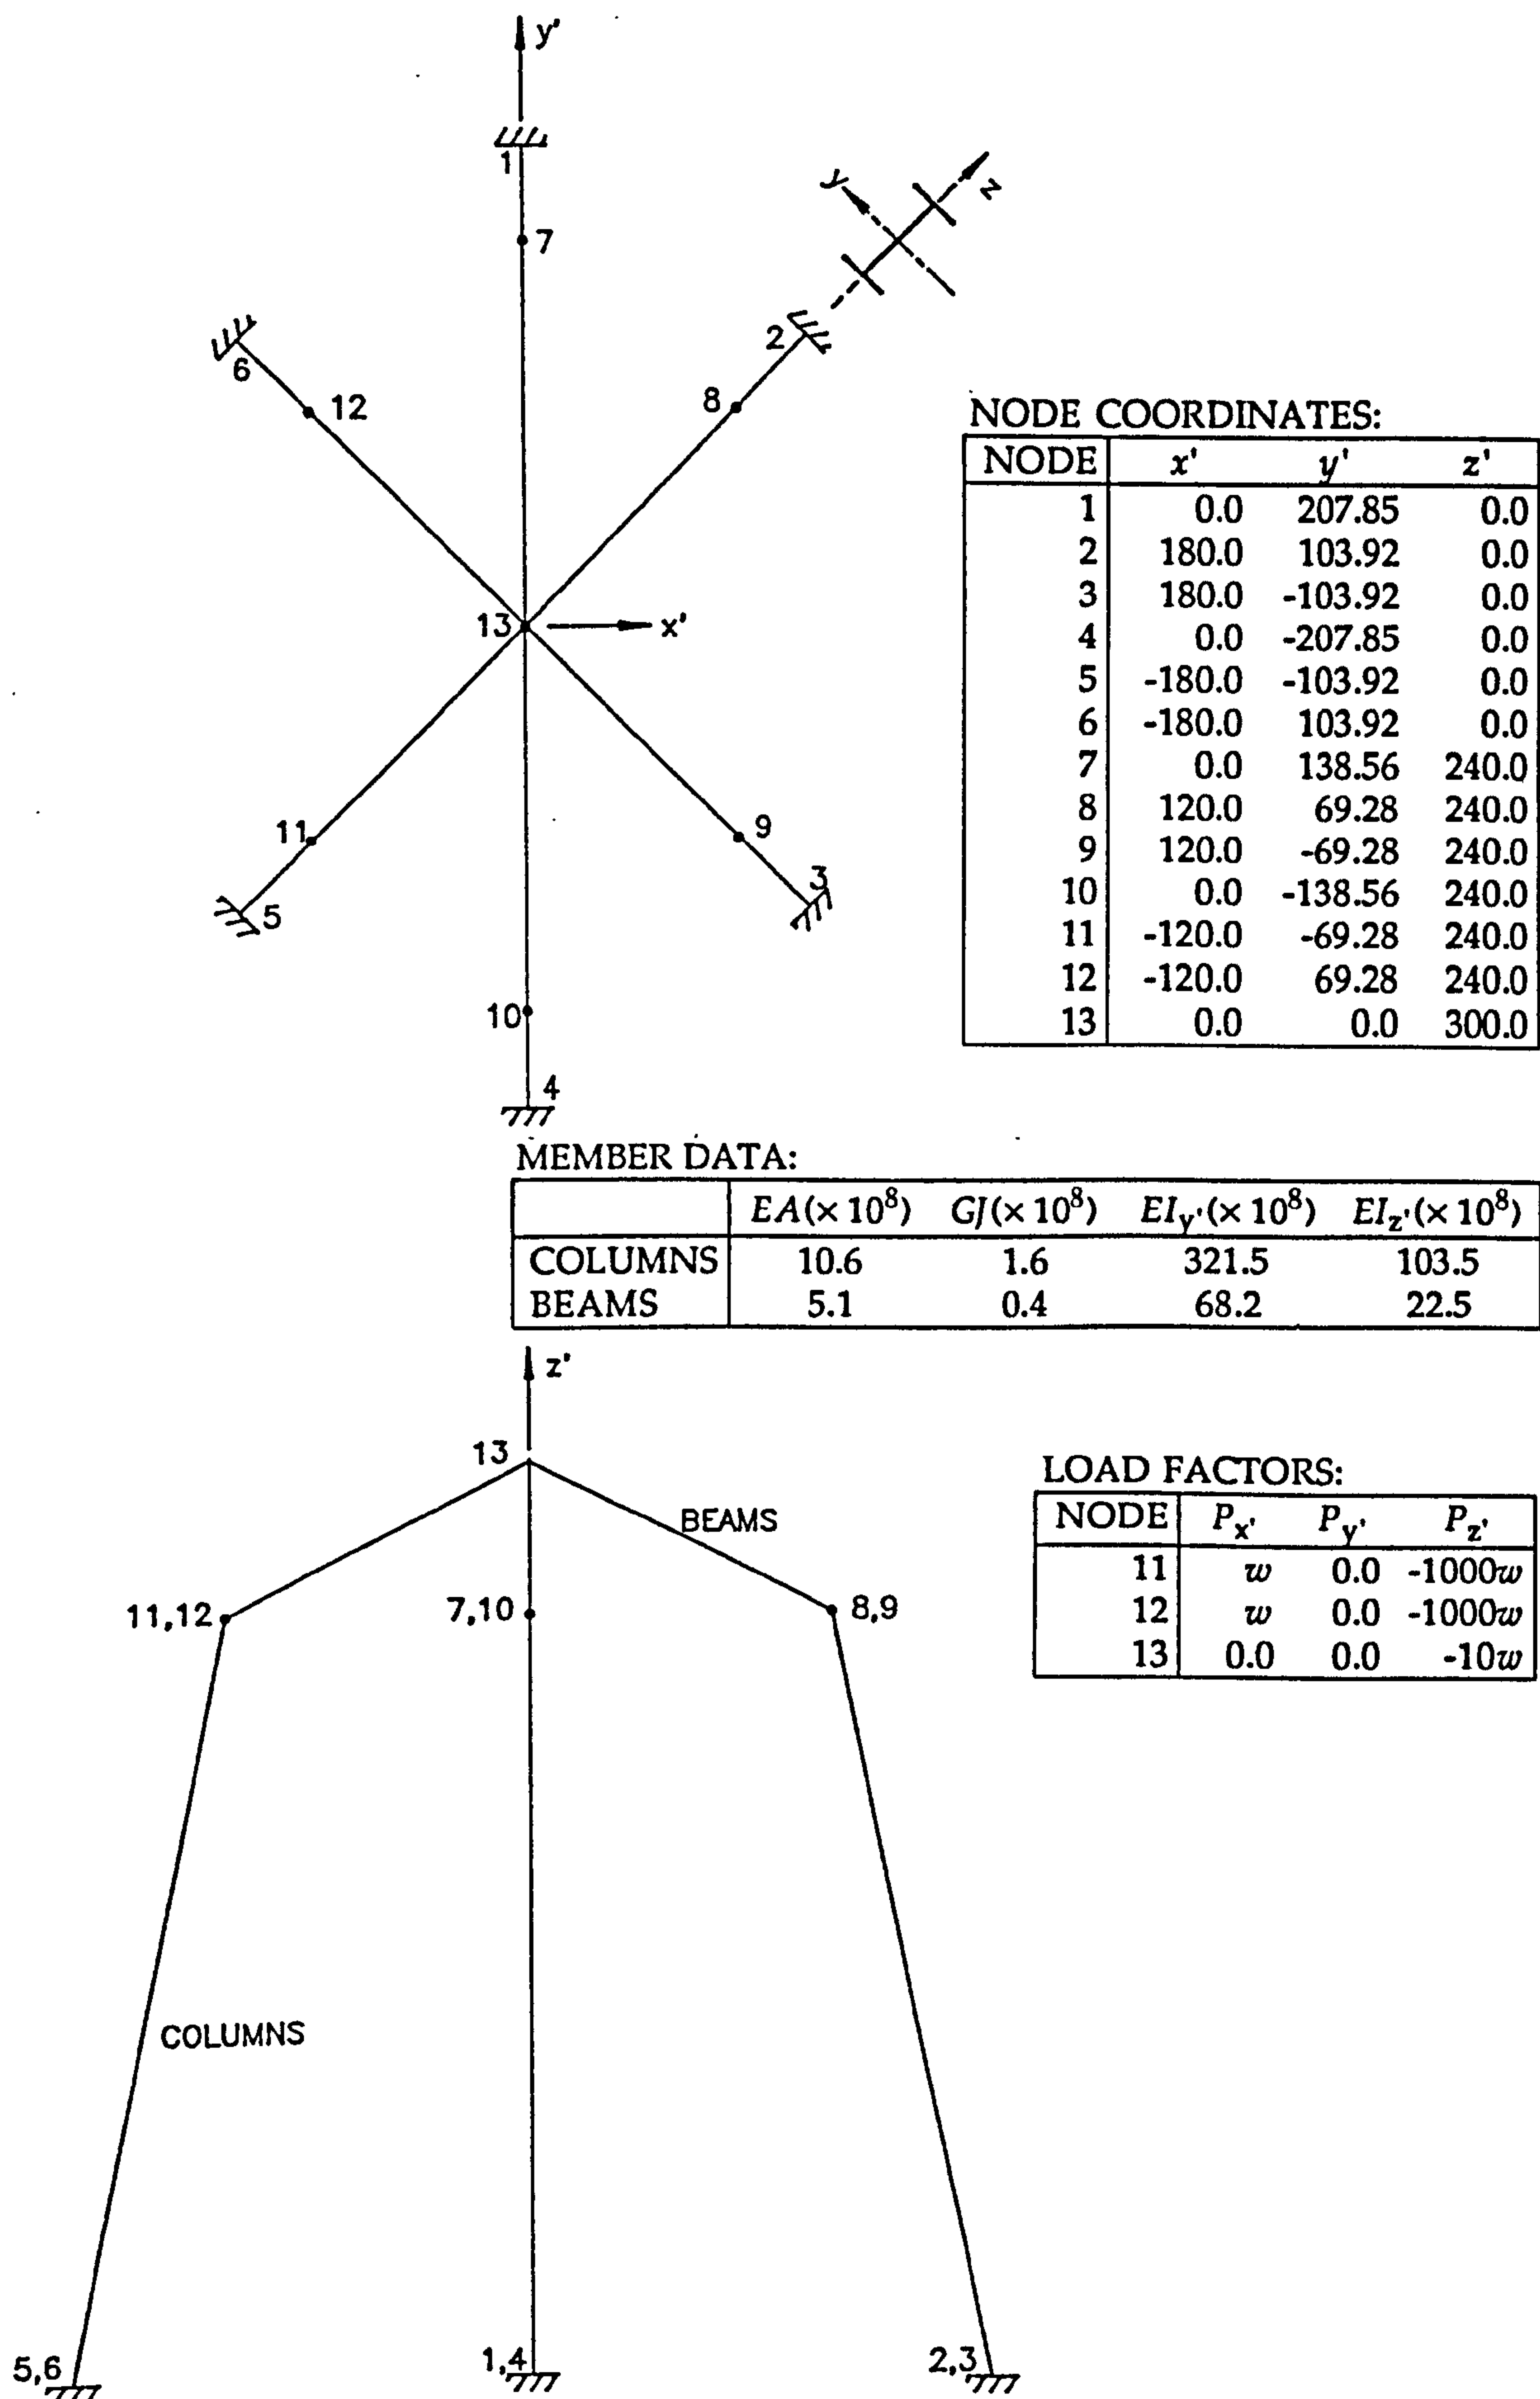 y'
1
7
y
z
2
6
8
12
NODE COORDINATES:
NODE x' y' z'
1 0.0 207.85 0.0
2 180.0 103.92 0.0
3 180.0 -103.92 0.0
4 0.0 -207.85 0.0
5 -180.0 -103.92 0.0
6 -180.0 103.92 0.0
7 0.0 138.56 240.0
8 120.0 69.28 240.0
9 120.0 -69.28 240.0
10 0.0 -138.56 240.0
11 -120.0 -69.28 240.0
12 -120.0 69.28 240.0
13 0.0 0.0 300.0
13
x'
11
9
3
5
10
4
MEMBER DATA:
EA(× 10⁸) GJ(× 10⁸) EIy'(× 10⁸) EIz'(× 10⁸)
COLUMNS 10.6 1.6 321.5 103.5
BEAMS 5.1 0.4 68.2 22.5
z'
13
BEAMS
LOAD FACTORS:
NODE Px' Py' Pz'
11 w 0.0 -1000w
12 w 0.0 -1000w
13 0.0 0.0 -10w
11,12
7,10
8,9
COLUMNS
5,6
1,4
2,3